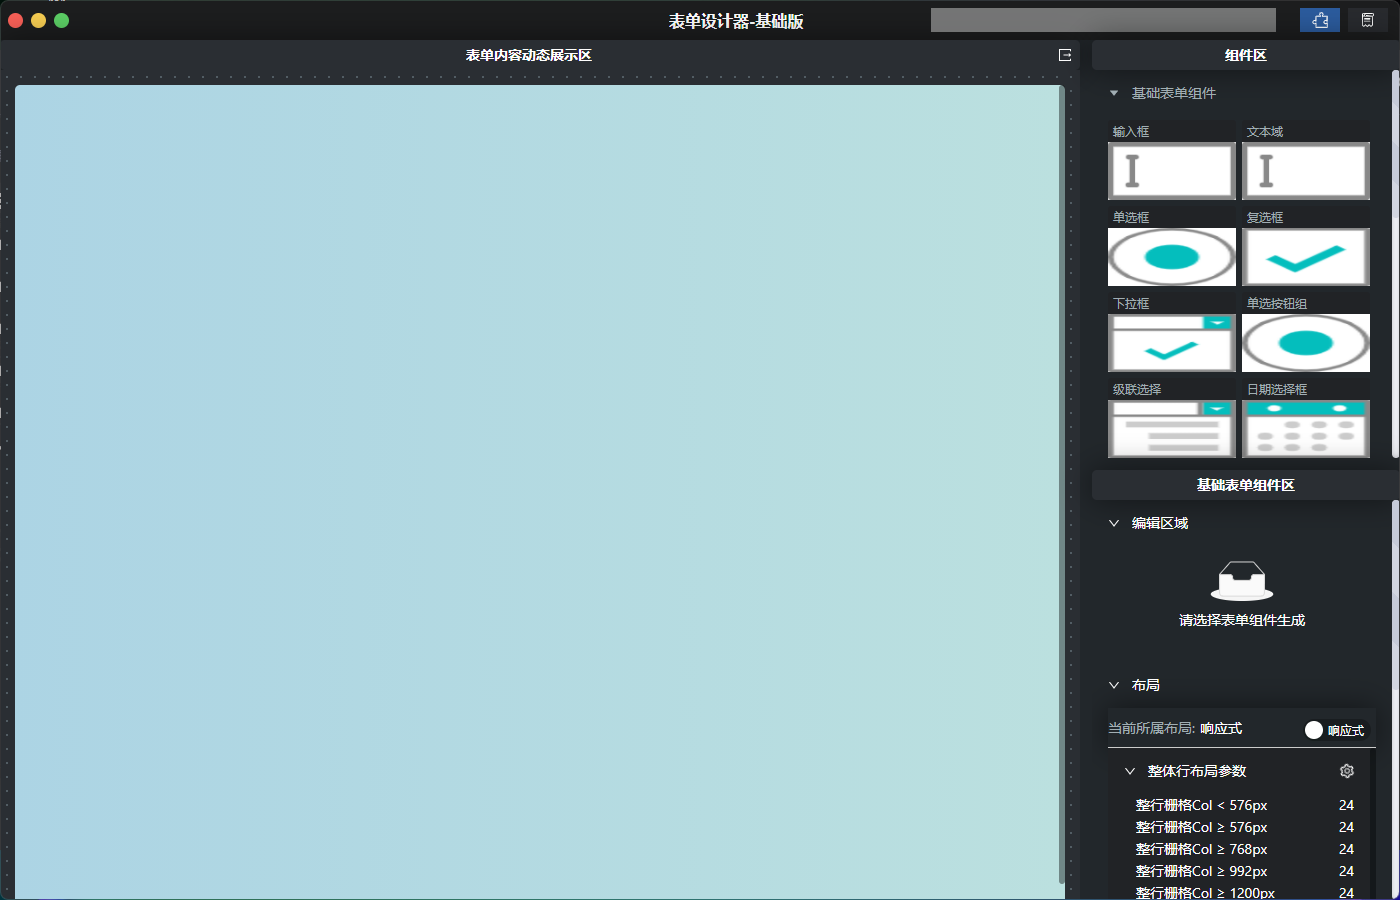 表单设计器-基础版
表单内容动态展示区
组件区
基础表单组件
输入框
文本域
单选框
复选框
下拉框
单选按钮组
级联选择
日期选择框
基础表单组件区
编辑区域
请选择表单组件生成
布局
当前所属布局: 响应式
响应式
整体行布局参数
整行栅格Col < 576px 24
整行栅格Col ≥ 576px 24
整行栅格Col ≥ 768px 24
整行栅格Col ≥ 992px 24
整行栅格Col ≥ 1200px 24